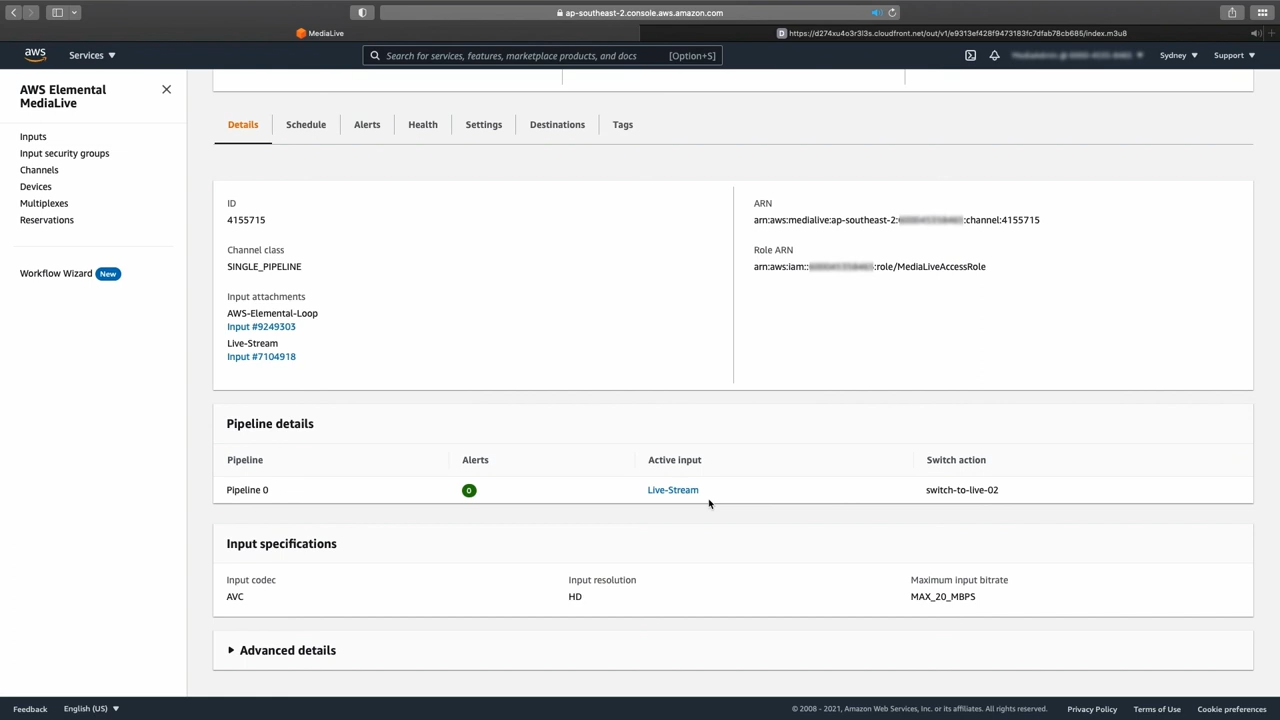 ap-southeast-2.console.aws.amazon.com
MediaLive
https://d274xu4o3r3l3s.cloudfront.net/out/v1/e9313ef428f9473183fc7dfab78cb685/index.m3u8
aws
Services
Search for services, features, marketplace products, and docs
[Option+S]
Sydney
Support
AWS Elemental
MediaLive
Inputs
Input security groups
Channels
Devices
Multiplexes
Reservations
Workflow Wizard New
Details
Schedule
Alerts
Health
Settings
Destinations
Tags
ID
4155715
Channel class
SINGLE_PIPELINE
Input attachments
AWS-Elemental-Loop
Input #9249303
Live-Stream
Input #7104918
ARN
arn:aws:medialive:ap-southeast-2: :channel:4155715
Role ARN
arn:aws:iam:: :role/MediaLiveAccessRole
Pipeline details
Pipeline
Alerts
Active input
Switch action
Pipeline 0
0
Live-Stream
switch-to-live-02
Input specifications
Input codec
Input resolution
Maximum input bitrate
AVC
HD
MAX_20_MBPS
Advanced details
Feedback
English (US)
© 2008 - 2021, Amazon Web Services, Inc. or its affiliates. All rights reserved.
Privacy Policy
Terms of Use
Cookie preferences